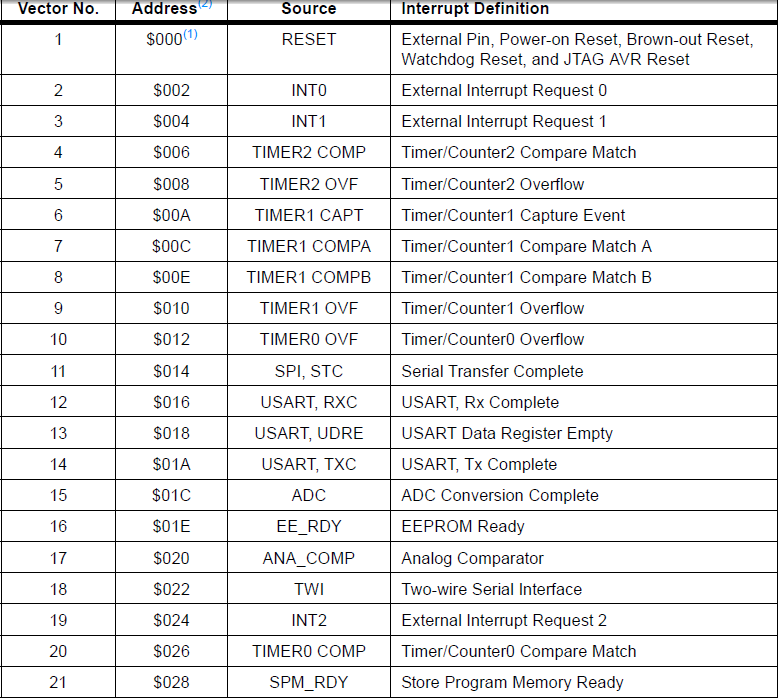 Vector No. Address(2) Source Interrupt Definition
1 $000(1) RESET External Pin, Power-on Reset, Brown-out Reset,
Watchdog Reset, and JTAG AVR Reset
2 $002 INT0 External Interrupt Request 0
3 $004 INT1 External Interrupt Request 1
4 $006 TIMER2 COMP Timer/Counter2 Compare Match
5 $008 TIMER2 OVF Timer/Counter2 Overflow
6 $00A TIMER1 CAPT Timer/Counter1 Capture Event
7 $00C TIMER1 COMPA Timer/Counter1 Compare Match A
8 $00E TIMER1 COMPB Timer/Counter1 Compare Match B
9 $010 TIMER1 OVF Timer/Counter1 Overflow
10 $012 TIMER0 OVF Timer/Counter0 Overflow
11 $014 SPI, STC Serial Transfer Complete
12 $016 USART, RXC USART, Rx Complete
13 $018 USART, UDRE USART Data Register Empty
14 $01A USART, TXC USART, Tx Complete
15 $01C ADC ADC Conversion Complete
16 $01E EE_RDY EEPROM Ready
17 $020 ANA_COMP Analog Comparator
18 $022 TWI Two-wire Serial Interface
19 $024 INT2 External Interrupt Request 2
20 $026 TIMER0 COMP Timer/Counter0 Compare Match
21 $028 SPM_RDY Store Program Memory Ready